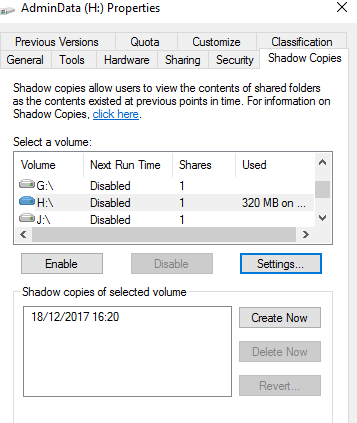 AdminData (H:) Properties
Previous Versions Quota Customize Classification
General Tools Hardware Sharing Security Shadow Copies
Shadow copies allow users to view the contents of shared folders
as the contents existed at previous points in time. For information on
Shadow Copies, click here.
Select a volume:
Volume Next Run Time Shares Used
G:\ Disabled 1
H:\ Disabled 1 320 MB on ...
J:\ Disabled 1
Enable Disable Settings...
Shadow copies of selected volume
18/12/2017 16:20
Create Now
Delete Now
Revert...